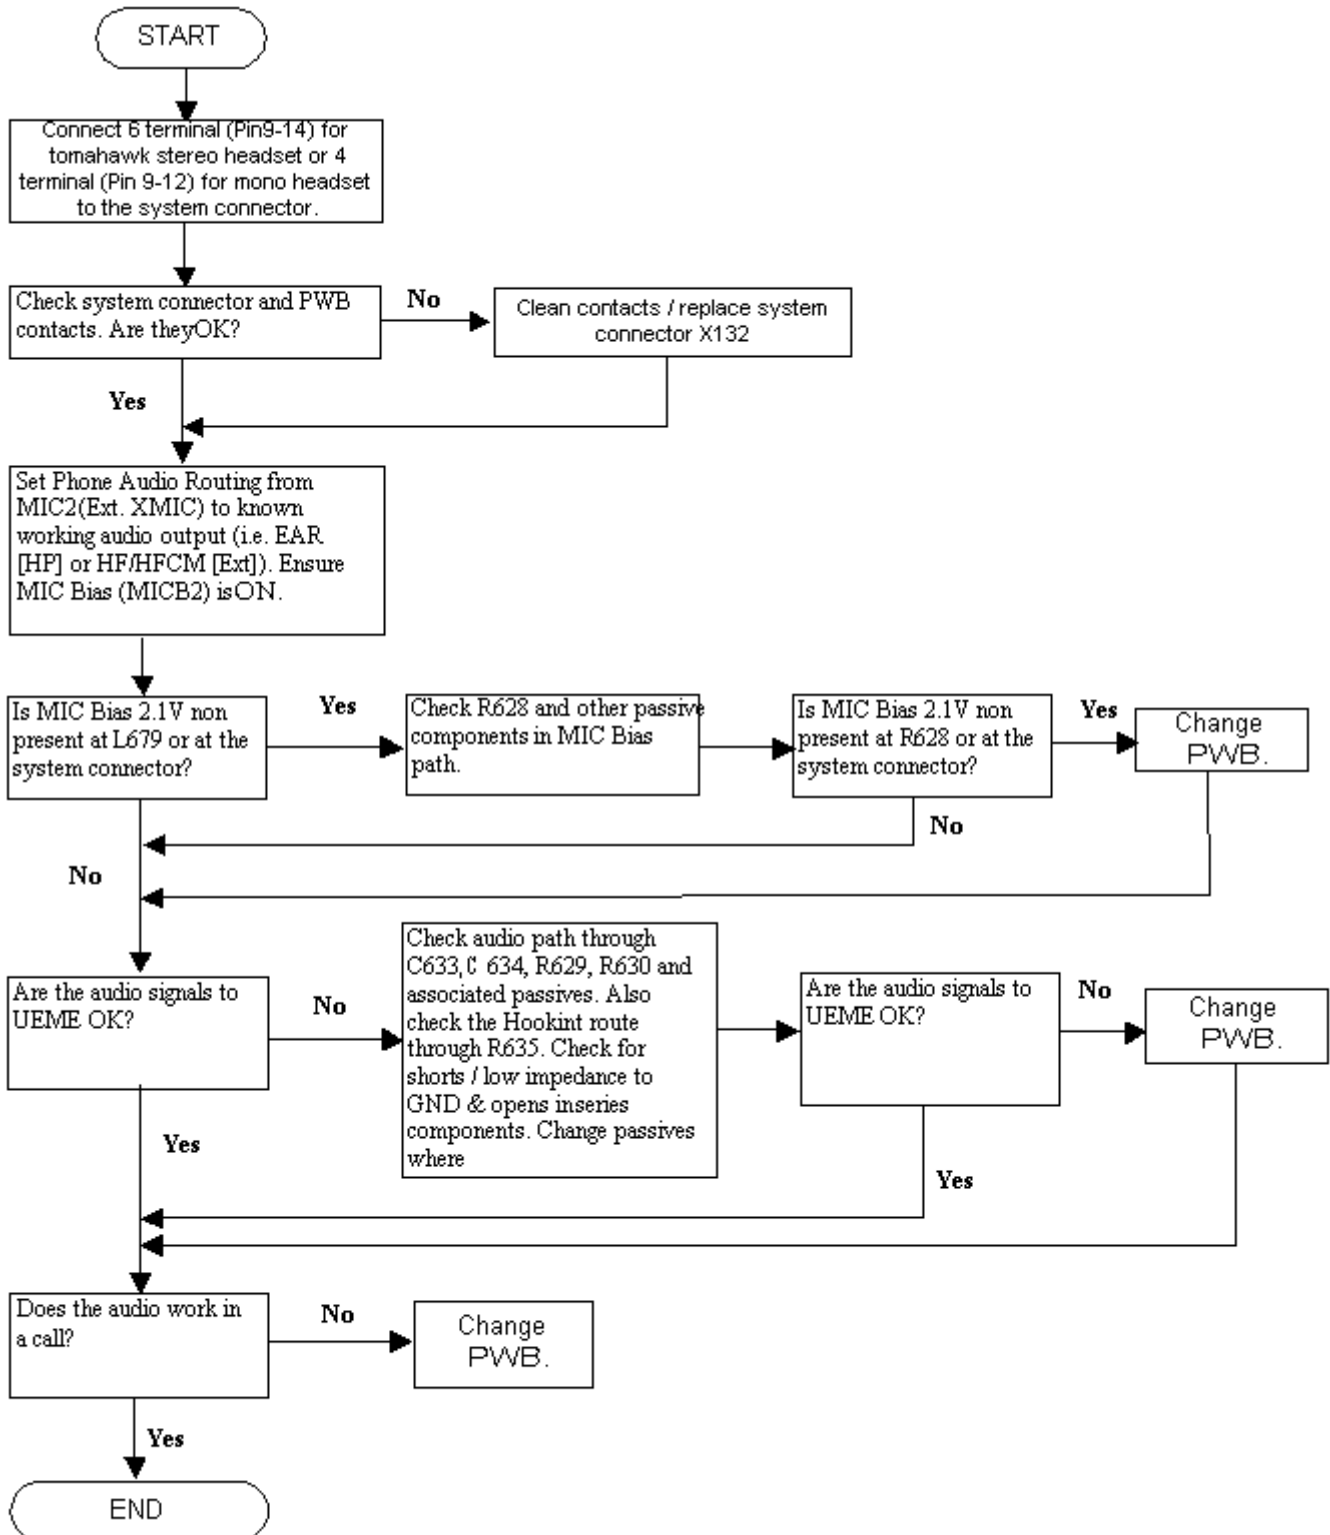 START
Connect 6 terminal (Pin9-14) for
tomahawk stereo headset or 4
terminal (Pin 9-12) for mono headset
to the system connector.
Check system connector and PWB
contacts. Are theyOK?
No
Clean contacts / replace system
connector X132
Yes
Set Phone Audio Routing from
MIC2(Ext. XMIC) to known
working audio output (i.e. EAR
[HP] or HF/HFCM [Ext]). Ensure
MIC Bias (MICB2) isON.
Is MIC Bias 2.1V non
present at L679 or at the
system connector?
Yes
Check R628 and other passive
components in MIC Bias
path.
Is MIC Bias 2.1V non
present at R628 or at the
system connector?
Yes
Change
PWB.
No
No
Are the audio signals to
UEME OK?
No
Check audio path through
C633, C 634, R629, R630 and
associated passives. Also
check the Hookint route
through R635. Check for
shorts / low impedance to
GND & opens inseries
components. Change passives
where
Are the audio signals to
UEME OK?
No
Change
PWB.
Yes
Yes
Does the audio work in
a call?
No
Change
PWB.
Yes
END